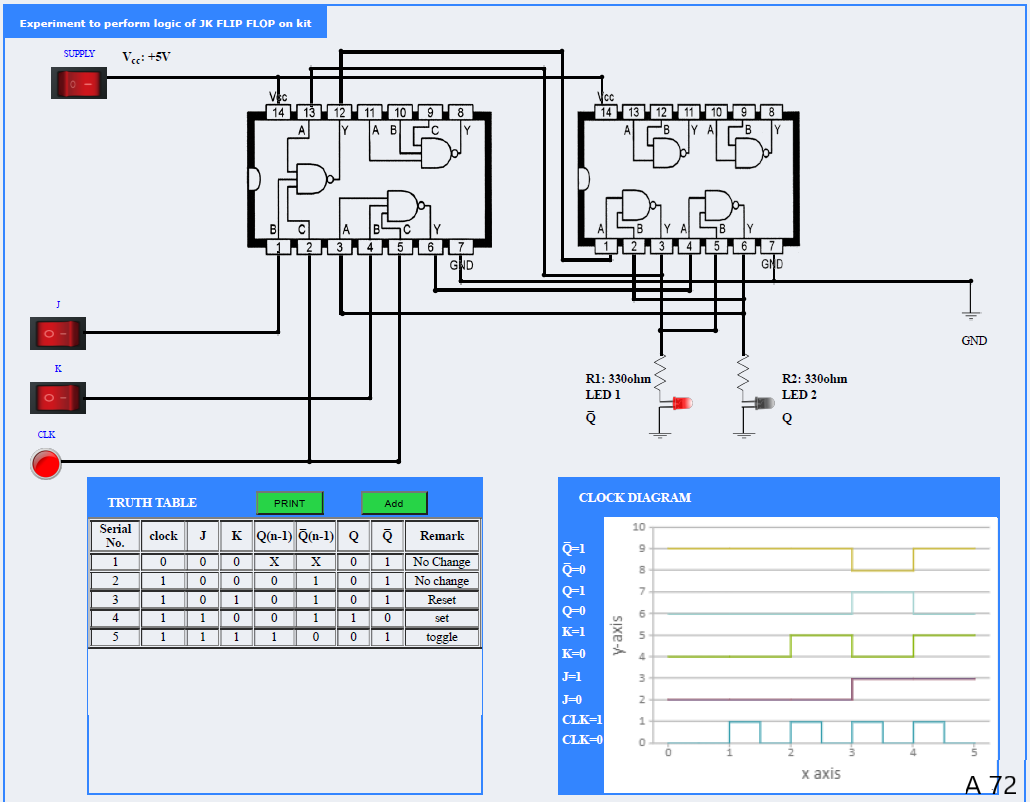 Experiment to perform logic of JK FLIP FLOP on kit
SUPPLY
Vcc: +5V
Vcc
Vcc
14 13 12 11 10 9 8
14 13 12 11 10 9 8
A Y A B C Y
A B Y A B Y
B C A B C Y
A B Y A B Y
1 2 3 4 5 6 7
1 2 3 4 5 6 7
GND
GND
J
GND
K
R1: 330ohm
LED 1
Q̅
R2: 330ohm
LED 2
Q
CLK
TRUTH TABLE
PRINT
Add
Serial No. clock J K Q(n-1) Q̅(n-1) Q Q̅ Remark
1 0 0 0 X X 0 1 No Change
2 1 0 0 0 1 0 1 No change
3 1 0 1 0 1 0 1 Reset
4 1 1 0 0 1 1 0 set
5 1 1 1 1 0 0 1 toggle
CLOCK DIAGRAM
Q̅=1
Q̅=0
Q=1
Q=0
K=1
K=0
J=1
J=0
CLK=1
CLK=0
y-axis
10
9
8
7
6
5
4
3
2
1
0
0 1 2 3 4 5
x axis
A 72